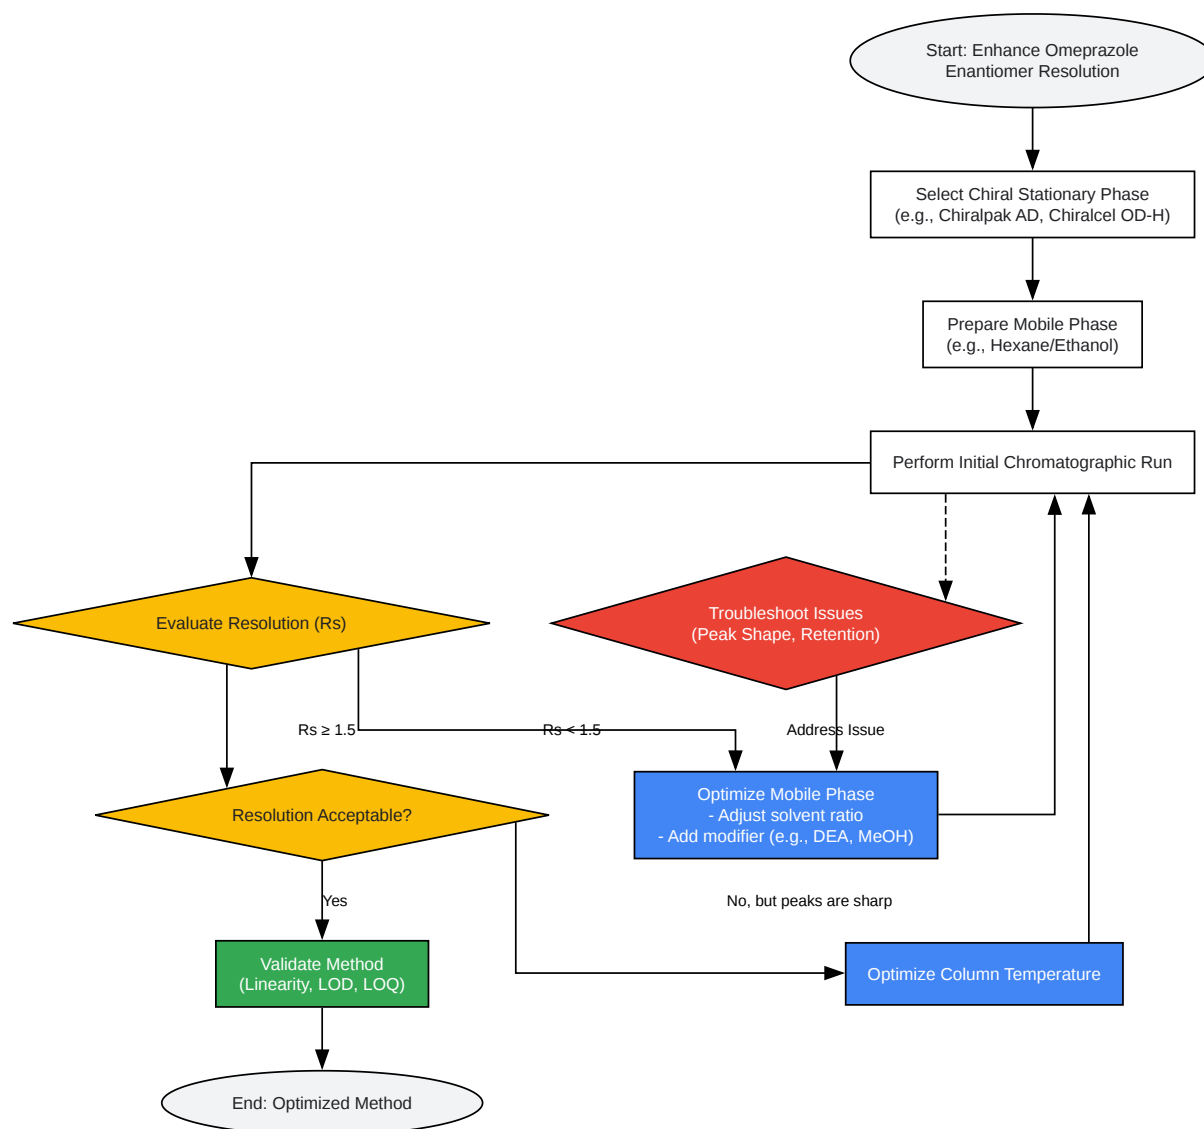 Start: Enhance Omeprazole
Enantiomer Resolution
Select Chiral Stationary Phase
(e.g., Chiralpak AD, Chiralcel OD-H)
Prepare Mobile Phase
(e.g., Hexane/Ethanol)
Perform Initial Chromatographic Run
Evaluate Resolution (Rs)
Troubleshoot Issues
(Peak Shape, Retention)
Rs ≥ 1.5
Rs < 1.5
Address Issue
Resolution Acceptable?
Optimize Mobile Phase
- Adjust solvent ratio
- Add modifier (e.g., DEA, MeOH)
Yes
No, but peaks are sharp
Validate Method
(Linearity, LOD, LOQ)
Optimize Column Temperature
End: Optimized Method